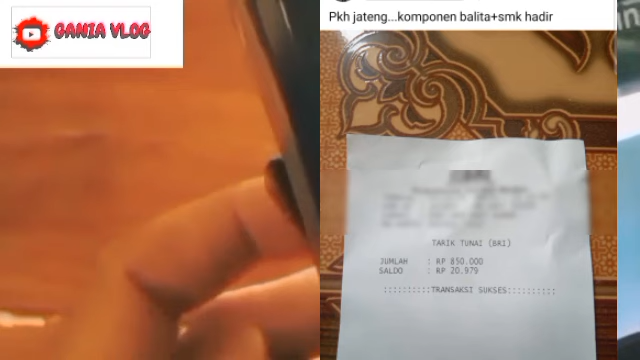 GANIA VLOG
Pkh jateng...komponen balita+smk hadir
TARIK TUNAI (BRI)
JUMLAH : RP 850.000
SALDO : RP 20.979
::::::::::TRANSAKSI SUKSES::::::::::